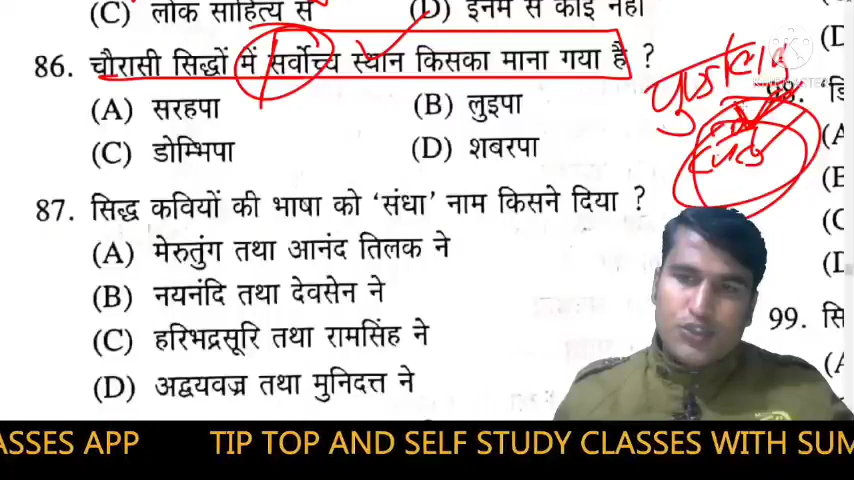 (C) लोक साहित्य से (D) इनमें से कोई नहीं
86. चौरासी सिद्धों में सर्वोच्य स्थान किसका माना गया है ?
(A) सरहपा (B) लुइपा
(C) डोम्भिपा (D) शबरपा
87. सिद्ध कवियों की भाषा को 'संधा' नाम किसने दिया ?
(A) मेरुतुंग तथा आनंद तिलक ने
(B) नयनंदि तथा देवसेन ने
(C) हरिभद्रसूरि तथा रामसिंह ने
(D) अद्वयवज्र तथा मुनिदत्त ने
98.
(A
(B
(C
(D
99. सि
(A
ASSES APP TIP TOP AND SELF STUDY CLASSES WITH SUM